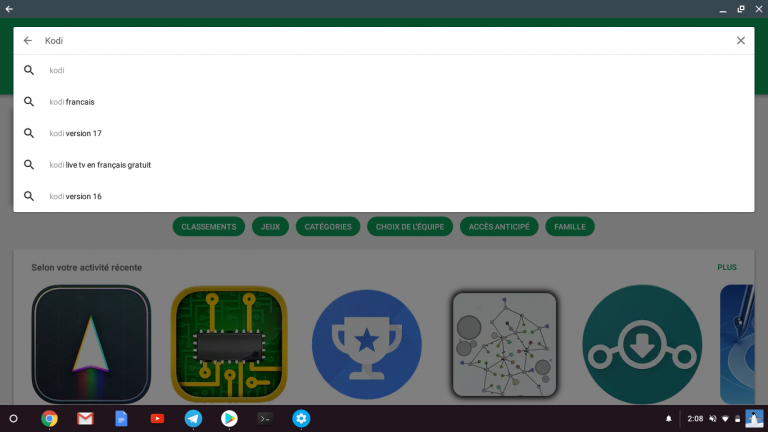 Kodi
kodi
kodi francais
kodi version 17
kodi live tv en français gratuit
kodi version 16
CLASSEMENTS JEUX CATÉGORIES CHOIX DE L'ÉQUIPE ACCÈS ANTICIPÉ FAMILLE
Selon votre activité récente PLUS
2:08